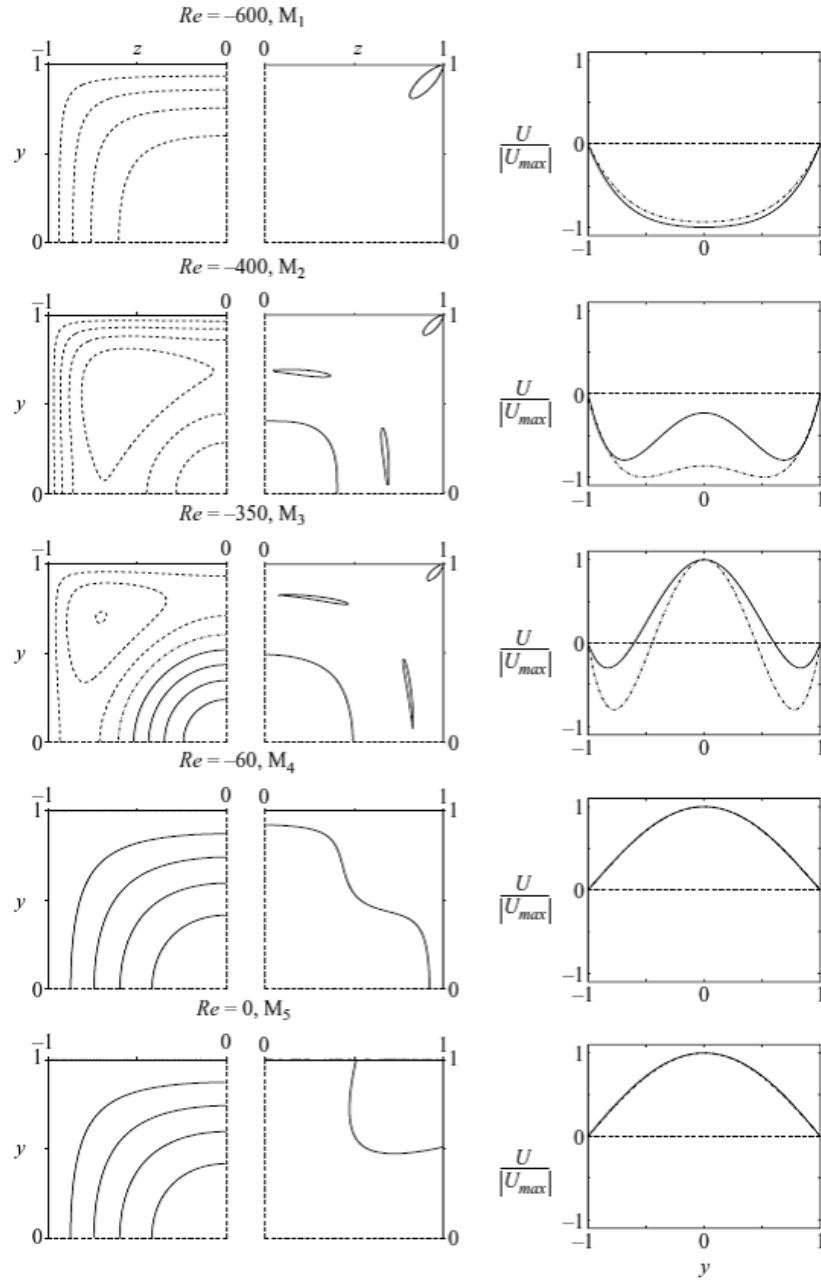 Re = –600, M1
–1 z 0 0 z 1
y
0
1
0
1
0
U
|Umax|
–1
–1 0 1
Re = –400, M2
–1 0 0 1
1 1
y
0 0
1
0
U
|Umax|
–1
–1 0 1
Re = –350, M3
–1 0 0 1
1 1
y
0 0
1
0
U
|Umax|
–1
–1 0 1
Re = –60, M4
–1 0 0 1
1 1
y
0 0
1
0
U
|Umax|
–1
–1 0 1
Re = 0, M5
–1 0 0 1
1 1
y
0 0
1
0
U
|Umax|
–1
–1 0 1
y